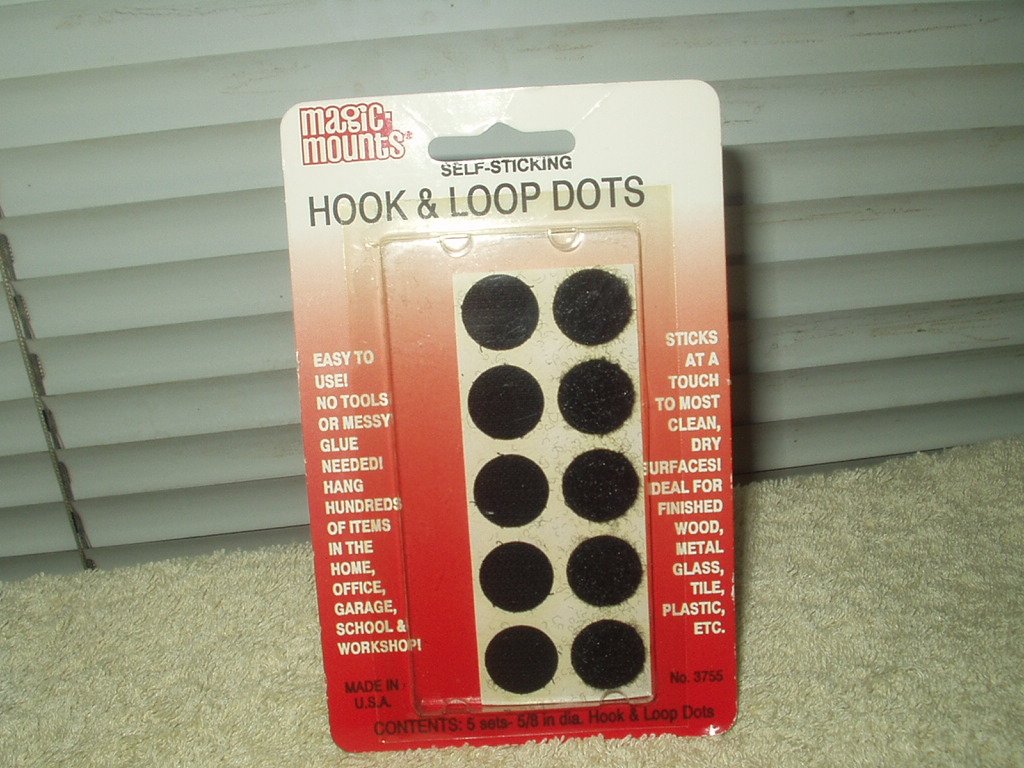 magic
mounts®
SELF-STICKING
HOOK & LOOP DOTS
EASY TO
USE!
NO TOOLS
OR MESSY
GLUE
NEEDED!
HANG
HUNDREDS
OF ITEMS
IN THE
HOME,
OFFICE,
GARAGE,
SCHOOL &
WORKSHOP!
STICKS
AT A
TOUCH
TO MOST
CLEAN,
DRY
SURFACES!
IDEAL FOR
FINISHED
WOOD,
METAL
GLASS,
TILE,
PLASTIC,
ETC.
MADE IN
U.S.A.
No. 3755
CONTENTS: 5 sets- 5/8 in dia. Hook & Loop Dots